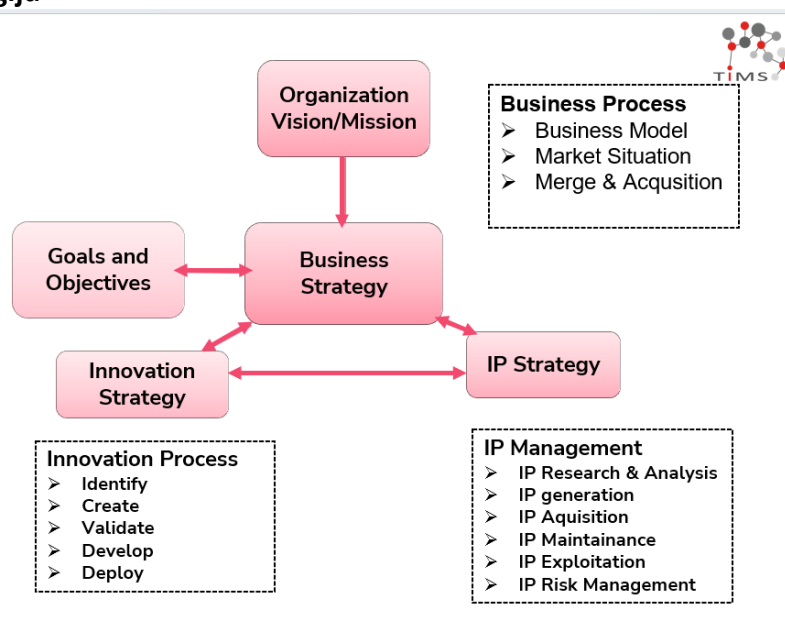 TiMS
Organization
Vision/Mission
Business Process
Business Model
Market Situation
Merge & Acqusition
Goals and
Objectives
Business
Strategy
Innovation
Strategy
IP Strategy
Innovation Process
Identify
Create
Validate
Develop
Deploy
IP Management
IP Research & Analysis
IP generation
IP Aquisition
IP Maintainance
IP Exploitation
IP Risk Management